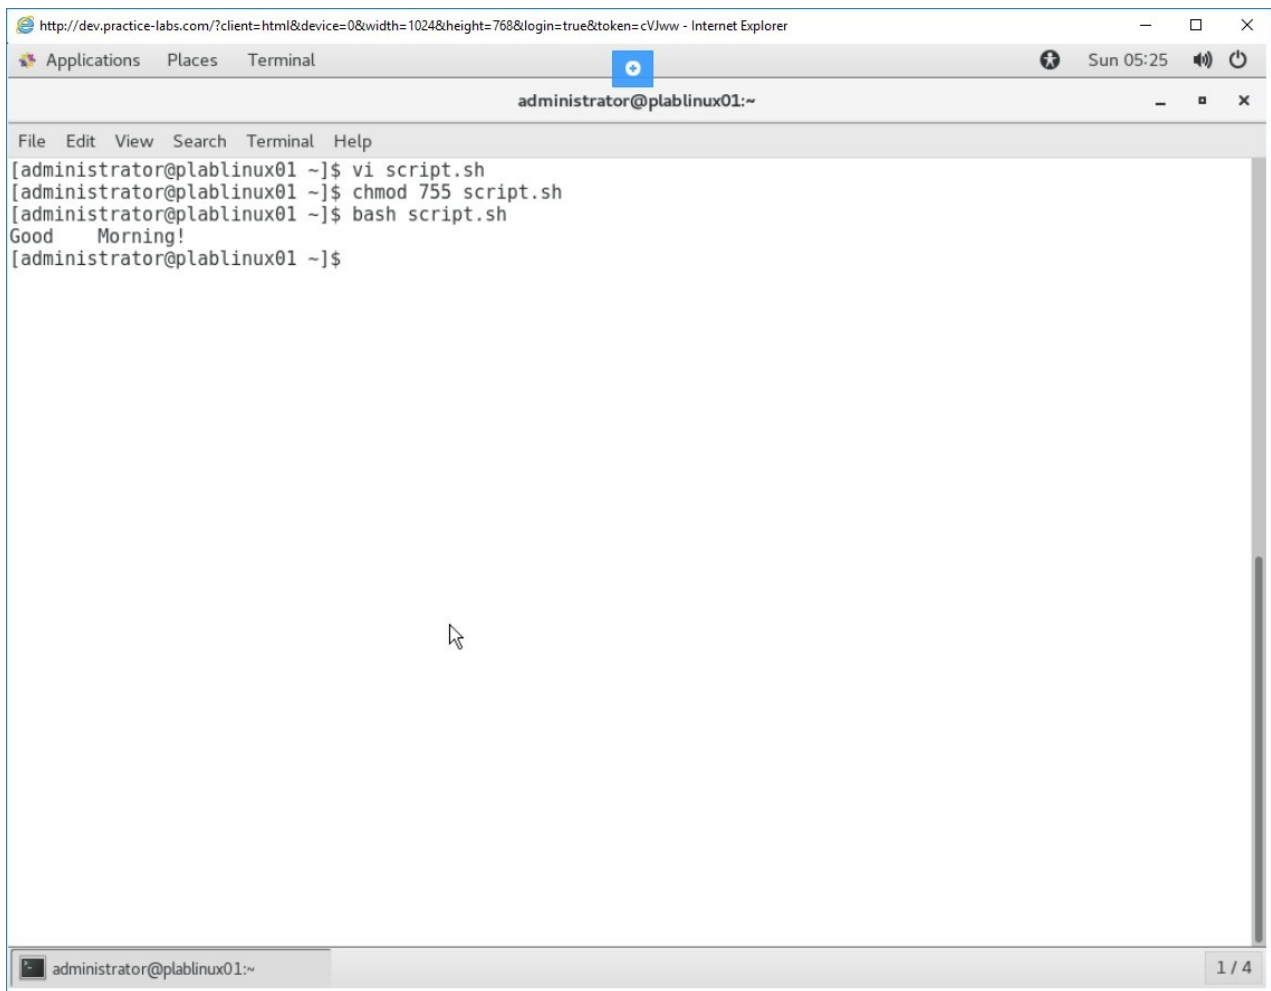 http://dev.practice-labs.com/?client=html&device=0&width=1024&height=768&login=true&token=cVJww - Internet Explorer
Applications Places Terminal Sun 05:25
administrator@plablinux01:~
File Edit View Search Terminal Help
[administrator@plablinux01 ~]$ vi script.sh
[administrator@plablinux01 ~]$ chmod 755 script.sh
[administrator@plablinux01 ~]$ bash script.sh
Good    Morning!
[administrator@plablinux01 ~]$
administrator@plablinux01:~ 1 / 4